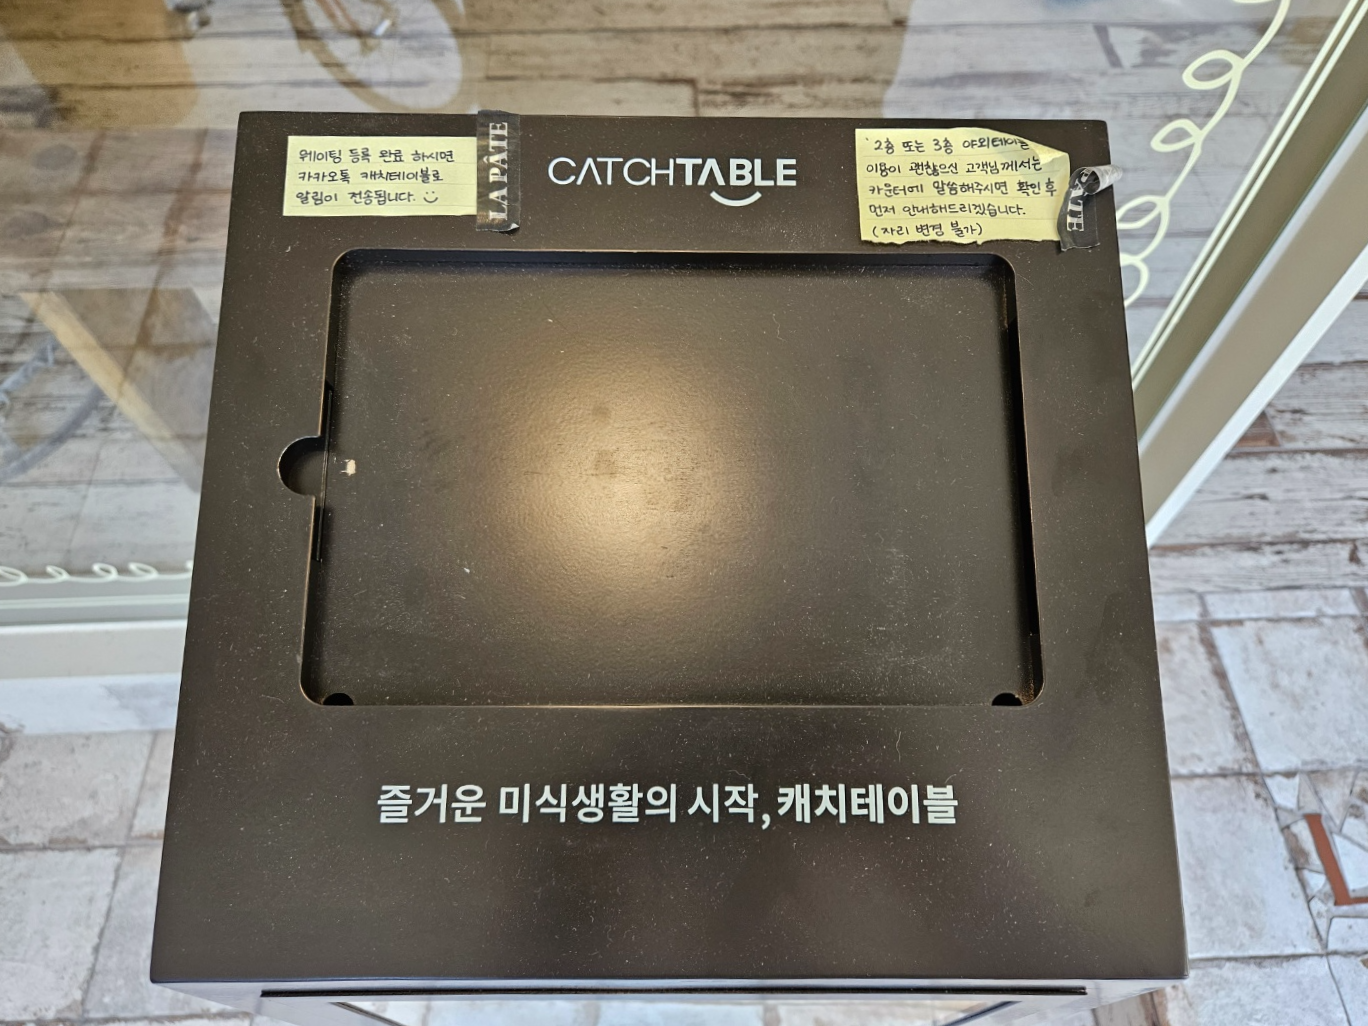 웨이팅 등록 완료 하시면
카카오톡 캐치테이블로
알림이 전송됩니다.
LAPÂTE
CATCHTABLE
2층 또는 3층 야외테이블
이용이 괜찮으신 고객님께서는
카운터에 말씀해주시면 확인 후
먼저 안내해드리겠습니다.
(자리 변경 불가)
즐거운 미식생활의 시작, 캐치테이블